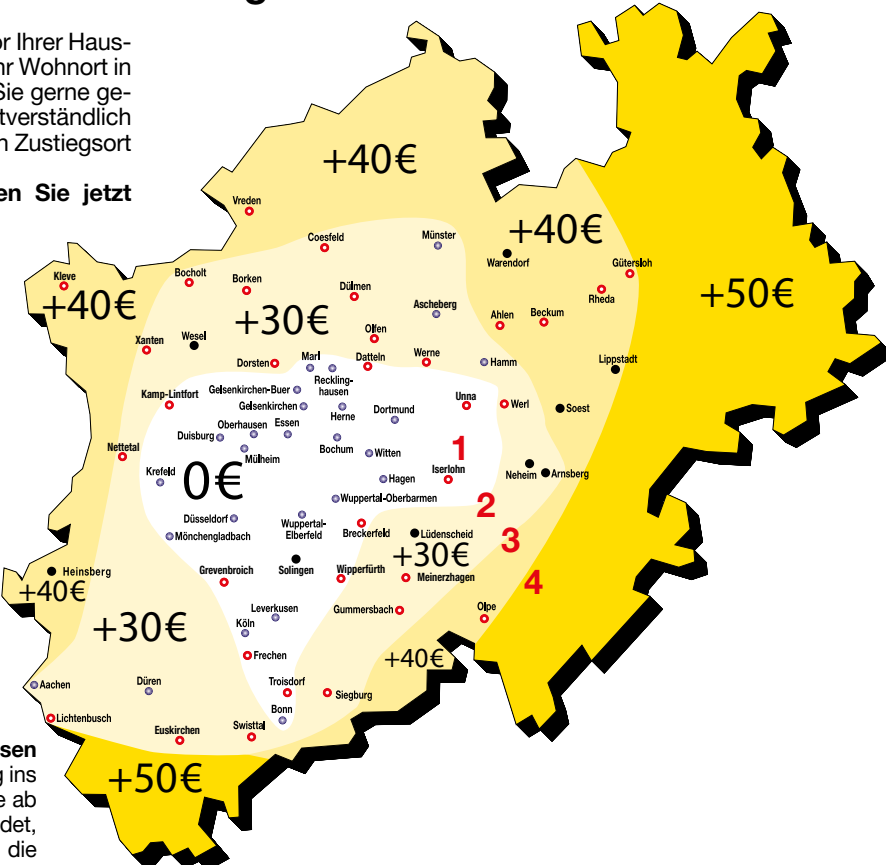 or Ihrer Haus-
hr Wohnort in
Sie gerne ge-
tverständlich
n Zustiegsort
en Sie jetzt
+40€
Vreden
Coesfeld
Münster
+40€
Warendorf
Gütersloh
Kleve
Bocholt
Borken
Dülmen
Rheda
+50€
+40€
+30€
Ascheberg
Ahlen
Beckum
Xanten
Wesel
Olfen
Dorsten
Marl
Datteln
Werne
Hamm
Lippstadt
Reckling-
hausen
Kamp-Lintfort
Gelsenkirchen-Buer
Gelsenkirchen
Herne
Dortmund
Unna
Werl
Soest
Oberhausen
Essen
Duisburg
Mülheim
Bochum
Witten
1
Nettetal
Krefeld
0€
Hagen
Iserlohn
Neheim
Arnsberg
Wuppertal-Oberbarmen
2
Düsseldorf
Wuppertal-
Elberfeld
Breckerfeld
Lüdenscheid
3
Mönchengladbach
+30€
Heinsberg
Grevenbroich
Solingen
Wipperfürth
Meinerzhagen
4
+40€
Leverkusen
Gummersbach
Olpe
+30€
Köln
Frechen
+40€
Aachen
Düren
Troisdorf
Siegburg
Lichtenbusch
Bonn
Euskirchen
Swisttal
+50€
sen
g ins
e ab
det,
die